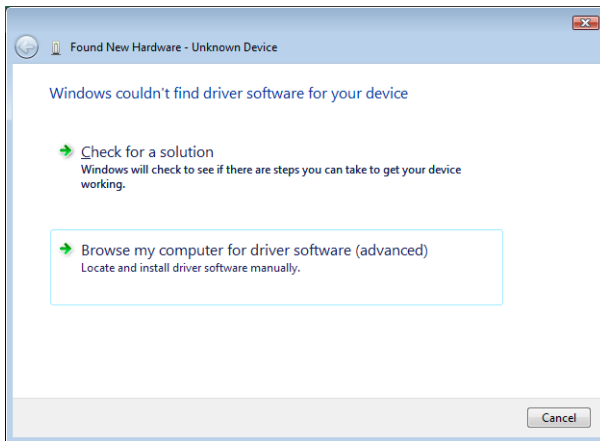 Found New Hardware - Unknown Device
Windows couldn't find driver software for your device
Check for a solution
Windows will check to see if there are steps you can take to get your device
working.
Browse my computer for driver software (advanced)
Locate and install driver software manually.
Cancel